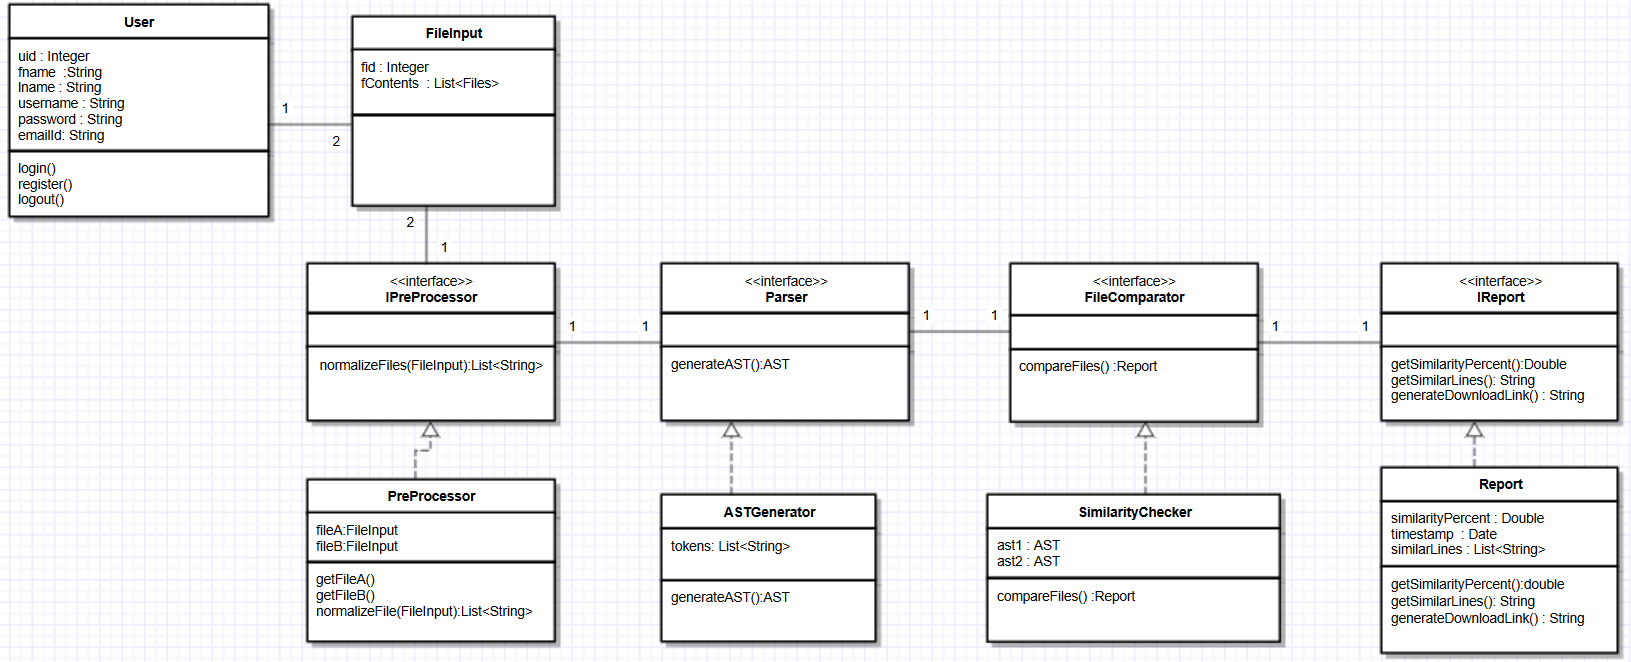 User
uid : Integer
fname  :String
lname : String
username : String
password : String
emailId: String
login()
register()
logout()
1
2
FileInput
fid : Integer
fContents  : List<Files>
2
1
<<interface>>
IPreProcessor
normalizeFiles(FileInput):List<String>
1
1
<<interface>>
Parser
generateAST():AST
1
1
<<interface>>
FileComparator
compareFiles() :Report
1
1
<<interface>>
IReport
getSimilarityPercent():Double
getSimilarLines(): String
generateDownloadLink() : String
PreProcessor
fileA:FileInput
fileB:FileInput
getFileA()
getFileB()
normalizeFile(FileInput):List<String>
ASTGenerator
tokens: List<String>
generateAST():AST
SimilarityChecker
ast1 : AST
ast2 : AST
compareFiles() :Report
Report
similarityPercent : Double
timestamp  : Date
similarLines : List<String>
getSimilarityPercent():double
getSimilarLines(): String
generateDownloadLink() : String